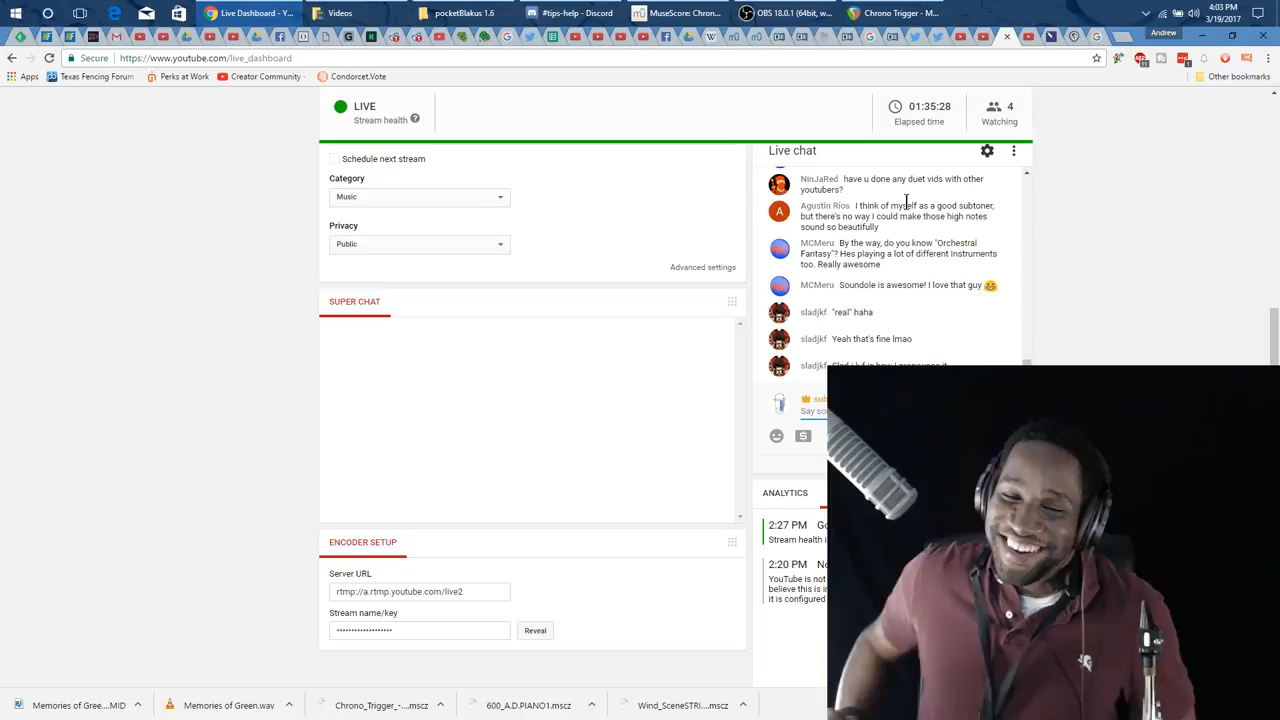 Live Dashboard - Y...
Videos
pocketBlakus 1.6
#tips-help - Discord
MuseScore: Chron...
OBS 18.0.1 (64bit, w...
Chrono Trigger - M...
4:03 PM
3/19/2017
Andrew
Secure
https://www.youtube.com/live_dashboard
Apps
Texas Fencing Forum
Perks at Work
Creator Community -
Condorcet.Vote
Other bookmarks
LIVE
Stream health
01:35:28
Elapsed time
4
Watching
Schedule next stream
Category
Music
Privacy
Public
Advanced settings
SUPER CHAT
ENCODER SETUP
Server URL
rtmp://a.rtmp.youtube.com/live2
Stream name/key
••••••••••••••••••••
Reveal
Live chat
NinJaRed have u done any duet vids with other
youtubers?
Agustín Ríos I think of myself as a good subtoner,
but there's no way I could make those high notes
sound so beautifully
MCMeru By the way, do you know "Orchestral
Fantasy"? Hes playing a lot of different Instruments
too. Really awesome
MCMeru Soundole is awesome! I love that guy
sladjkf "real" haha
sladjkf Yeah that's fine lmao
sladjkf
Say
ANALYTICS
2:27 PM
Stream health
2:20 PM
YouTube is not
believe this is
it is configured
Memories of Gree....MID
Memories of Green.wav
Chrono_Trigger_-....mscz
600_A.D.PIANO1.mscz
Wind_SceneSTRI....mscz